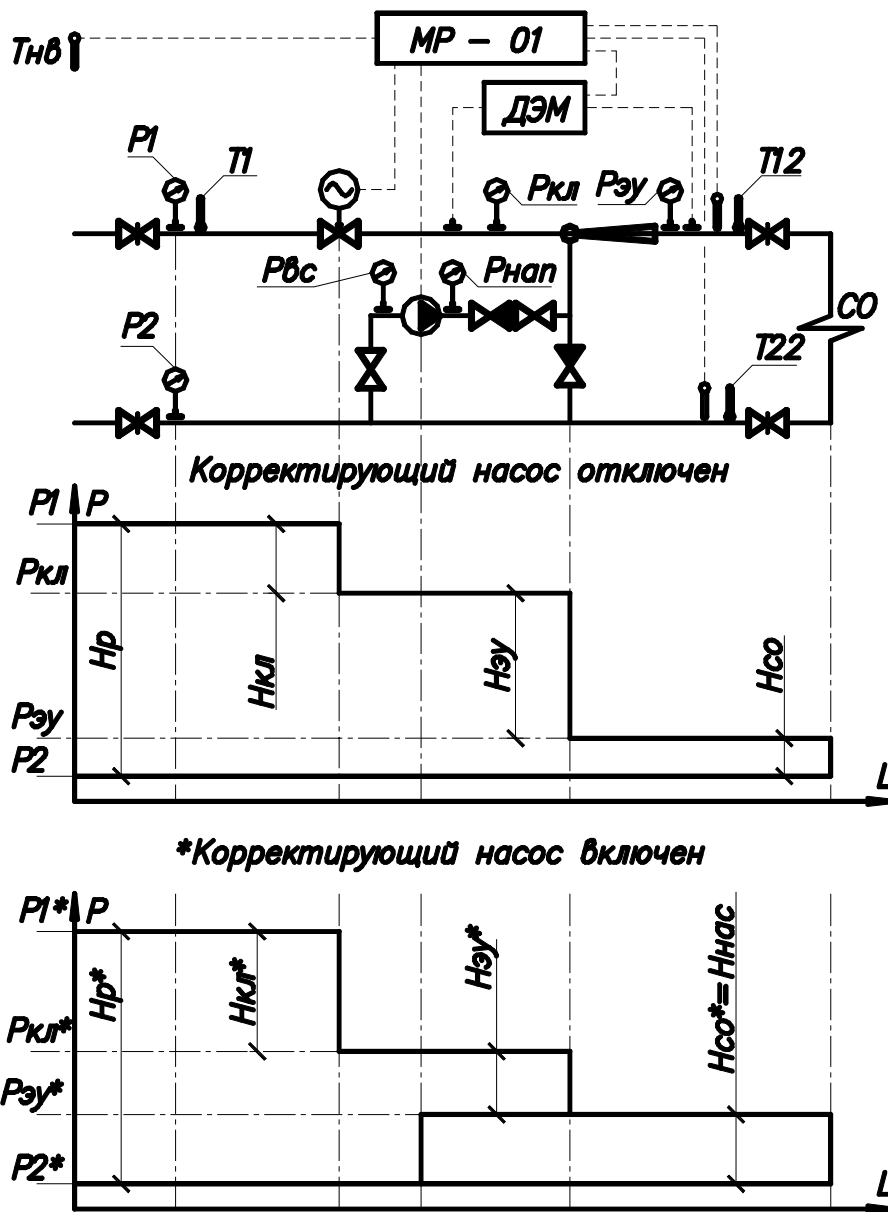 МР - 01
Тнв
ДЭМ
Р1
Т1
Ркл
Рэу
Т12
Рвс
Рнап
СО
Р2
Т22
Корректирующий насос отключен
Р1
Р
Ркл
Нр
Нкл
Нэу
Нсо
Рэу
Р2
L
*Корректирующий насос включен
Р1*
Р
Нр*
Нкл*
Нэу*
Нсо*=Ннас
Ркл*
Рэу*
Р2*
L